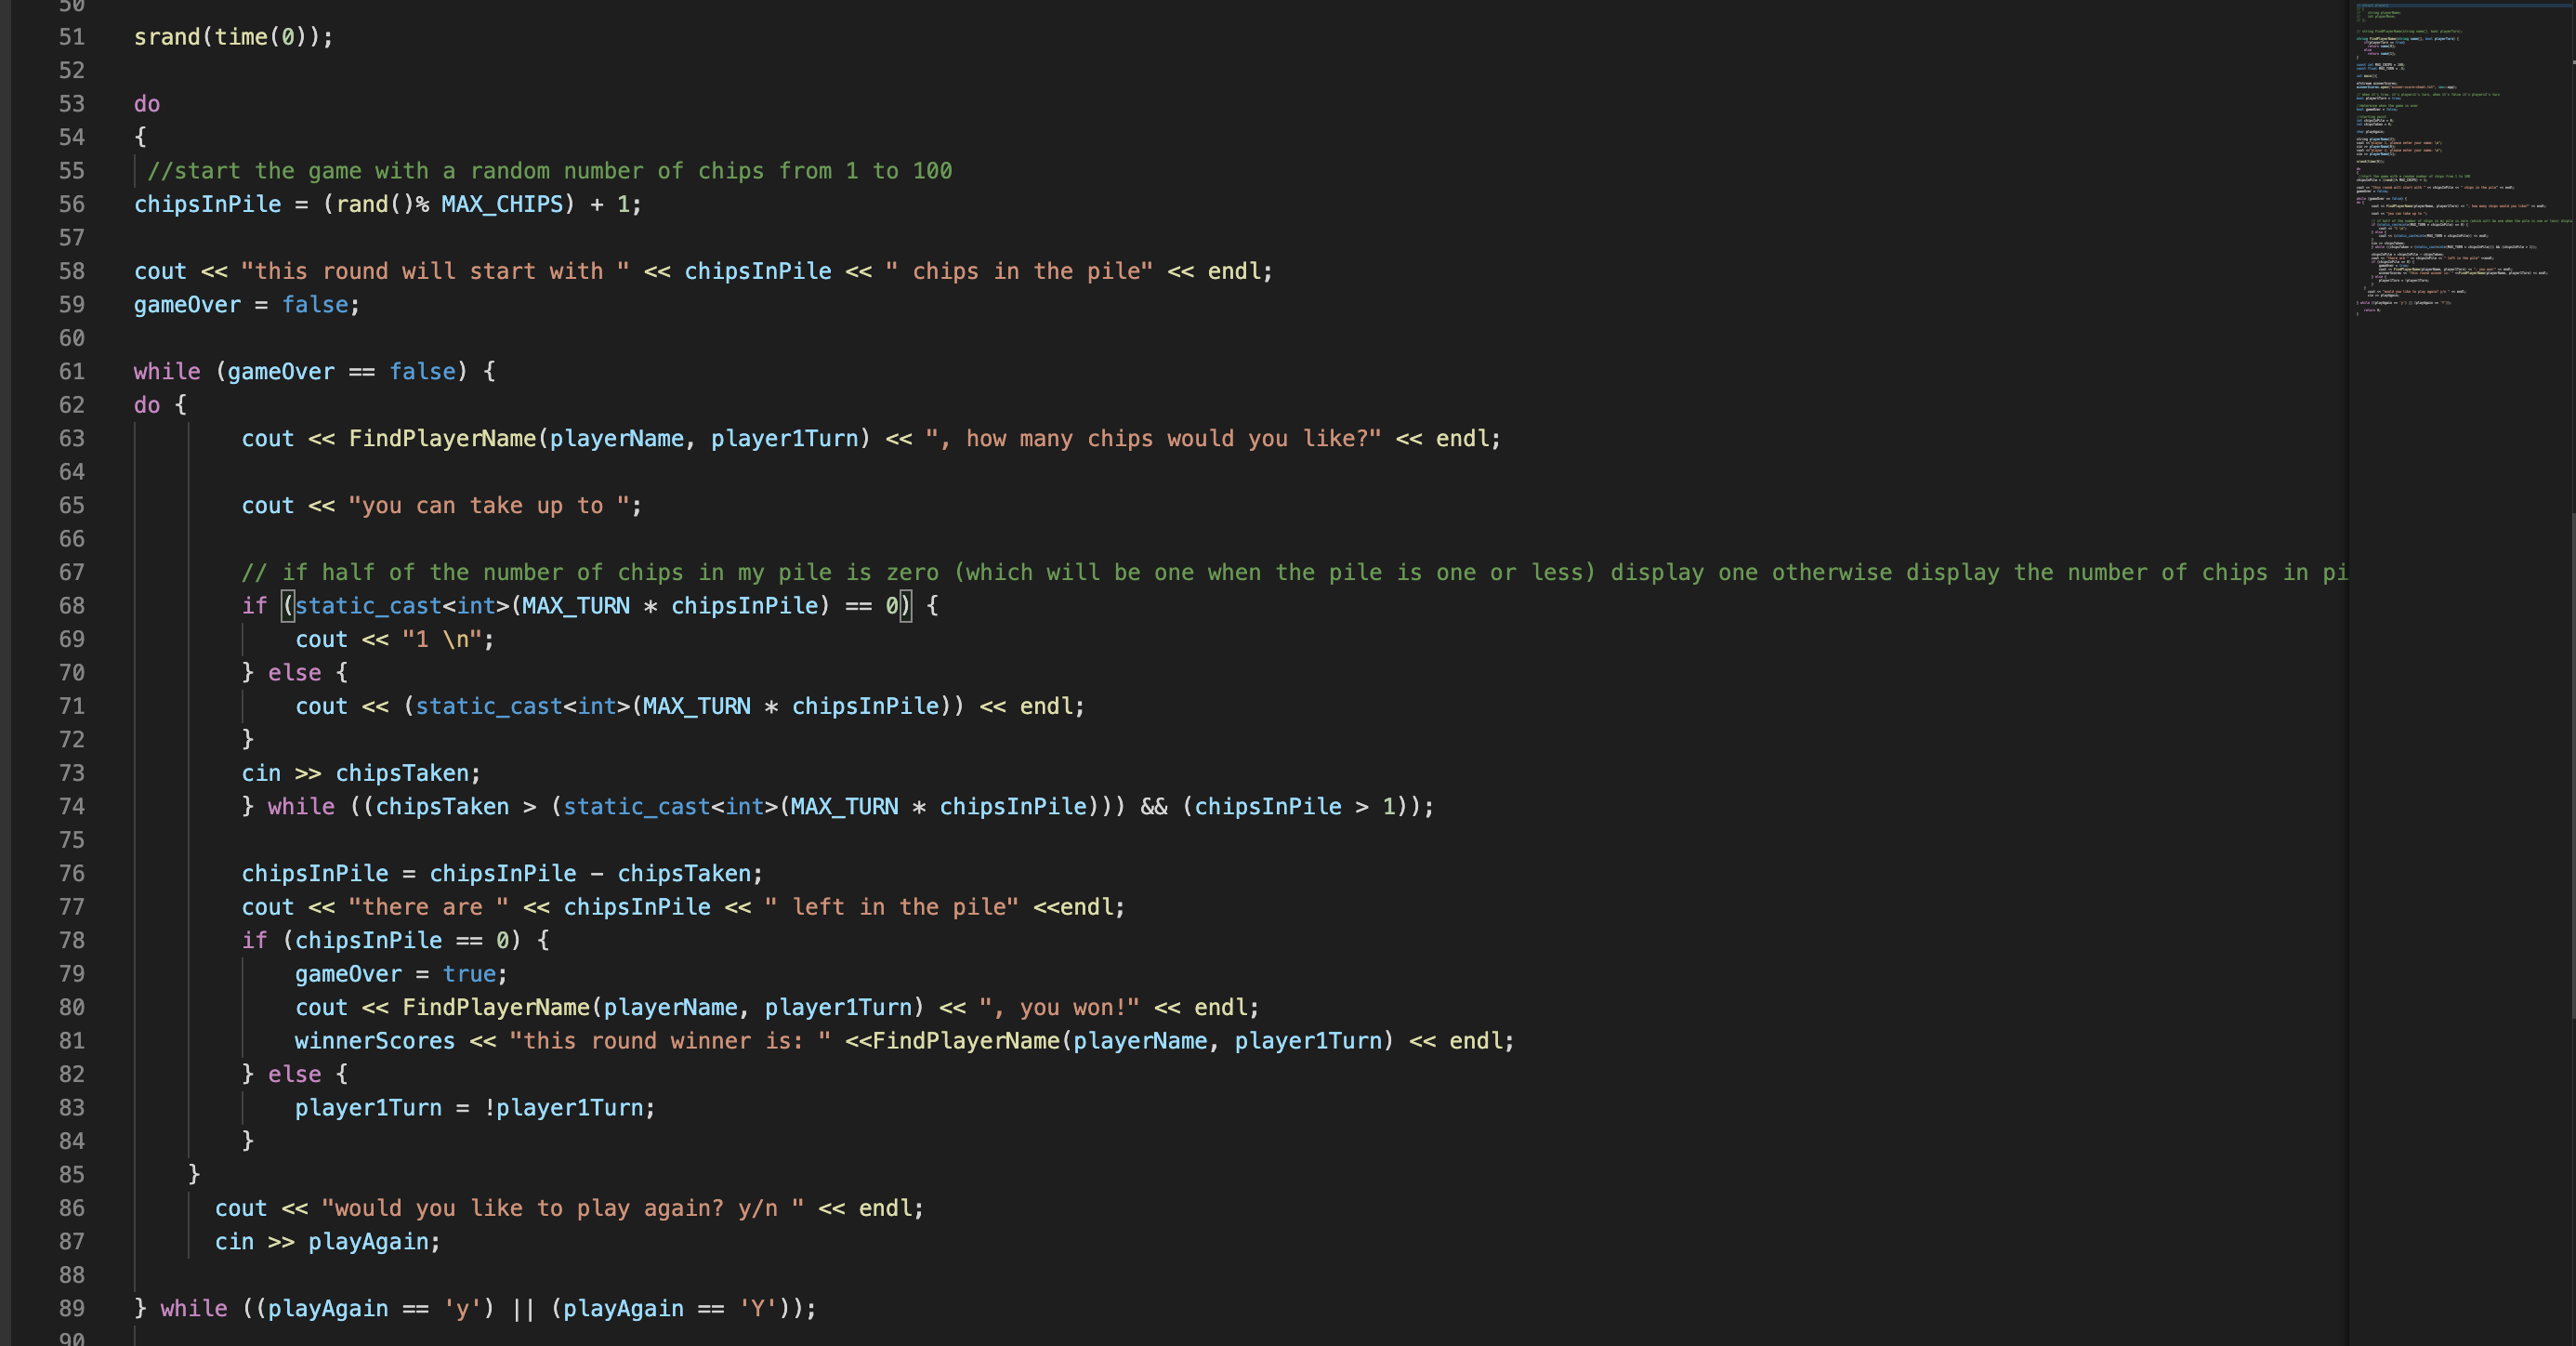 50
51 srand(time(0));
52
53 do
54 {
55 //start the game with a random number of chips from 1 to 100
56 chipsInPile = (rand()% MAX_CHIPS) + 1;
57
58 cout << "this round will start with " << chipsInPile << " chips in the pile" << endl;
59 gameOver = false;
60
61 while (gameOver == false) {
62 do {
63 cout << FindPlayerName(playerName, player1Turn) << ", how many chips would you like?" << endl;
64
65 cout << "you can take up to ";
66
67 // if half of the number of chips in my pile is zero (which will be one when the pile is one or less) display one otherwise display the number of chips in pi
68 if (static_cast<int>(MAX_TURN * chipsInPile) == 0) {
69 cout << "1 \n";
70 } else {
71 cout << (static_cast<int>(MAX_TURN * chipsInPile)) << endl;
72 }
73 cin >> chipsTaken;
74 } while ((chipsTaken > (static_cast<int>(MAX_TURN * chipsInPile))) && (chipsInPile > 1));
75
76 chipsInPile = chipsInPile - chipsTaken;
77 cout << "there are " << chipsInPile << " left in the pile" <<endl;
78 if (chipsInPile == 0) {
79 gameOver = true;
80 cout << FindPlayerName(playerName, player1Turn) << ", you won!" << endl;
81 winnerScores << "this round winner is: " <<FindPlayerName(playerName, player1Turn) << endl;
82 } else {
83 player1Turn = !player1Turn;
84 }
85 }
86 cout << "would you like to play again? y/n " << endl;
87 cin >> playAgain;
88
89 } while ((playAgain == 'y') || (playAgain == 'Y'));
90